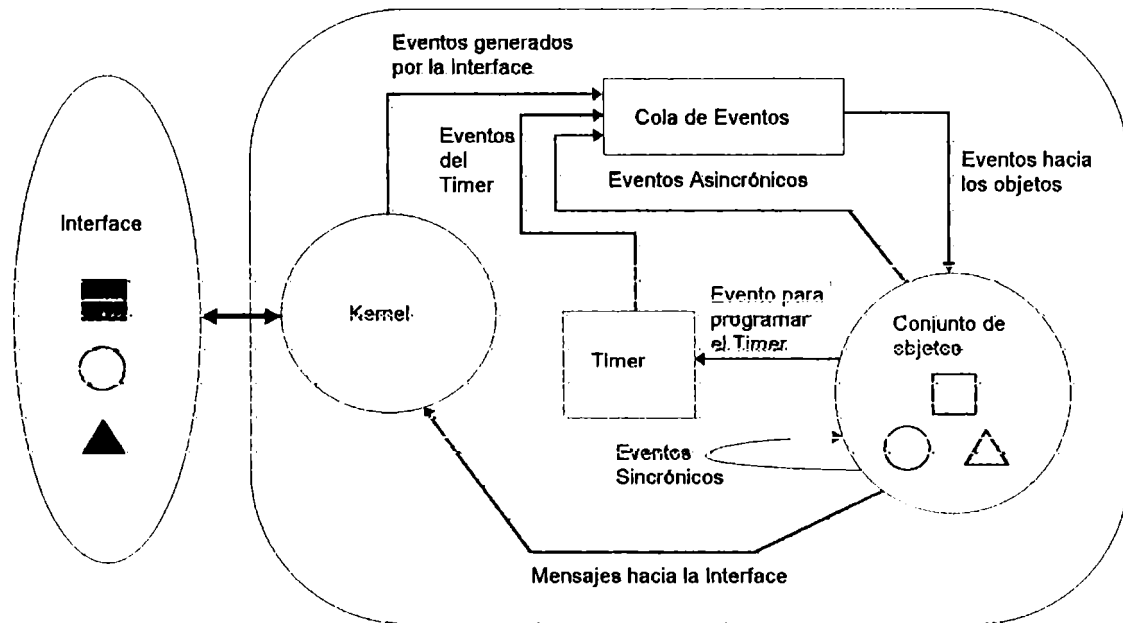 Eventos generados
por la Interface
Cola de Eventos
Eventos
del
Timer
Eventos Asincrónicos
Eventos hacia
los objetos
Interface
Kernel
Evento para
programar
el Timer
Timer
Conjunto de
objetos
Eventos
Sincrónicos
Mensajes hacia la Interface